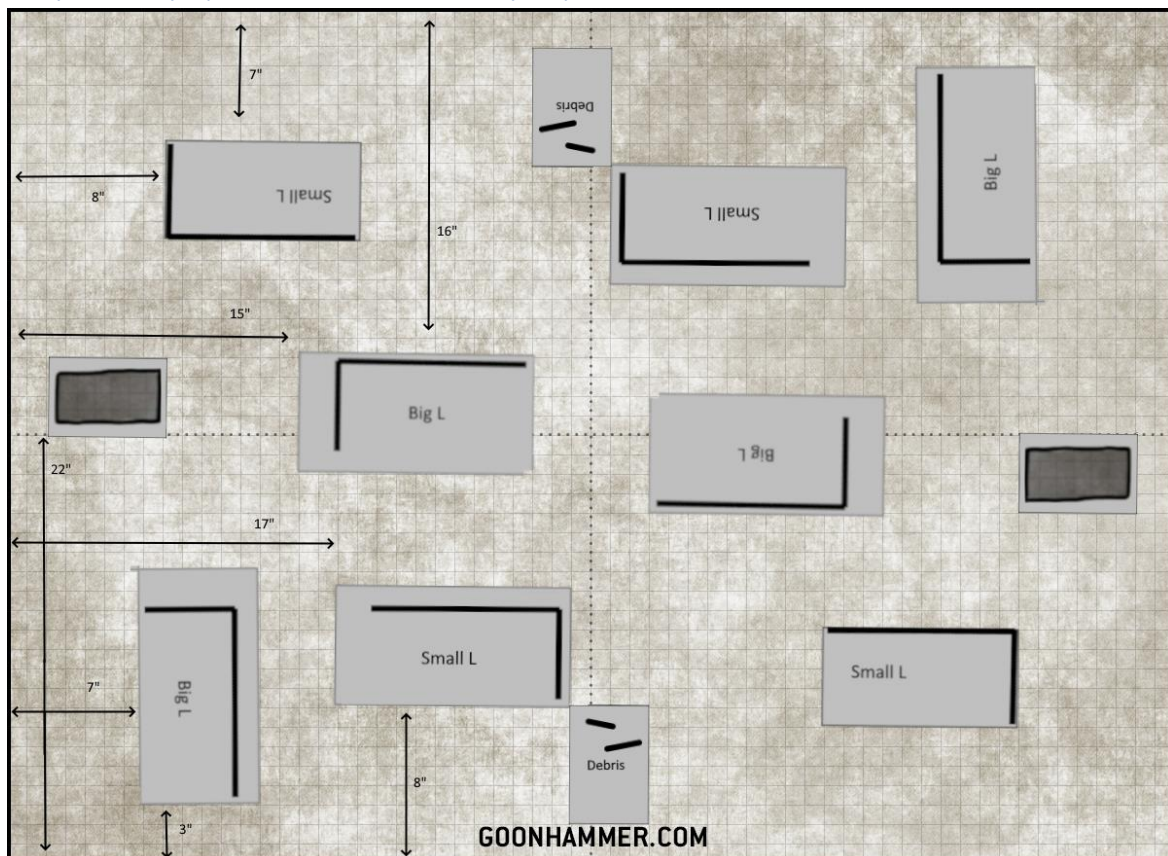 7"
Debris
Big L
8"
Small L
Small L
16"
15"
Big L
Big L
22"
17"
Big L
7"
Small L
Small L
Debris
8"
3"
GOONHAMMER.COM